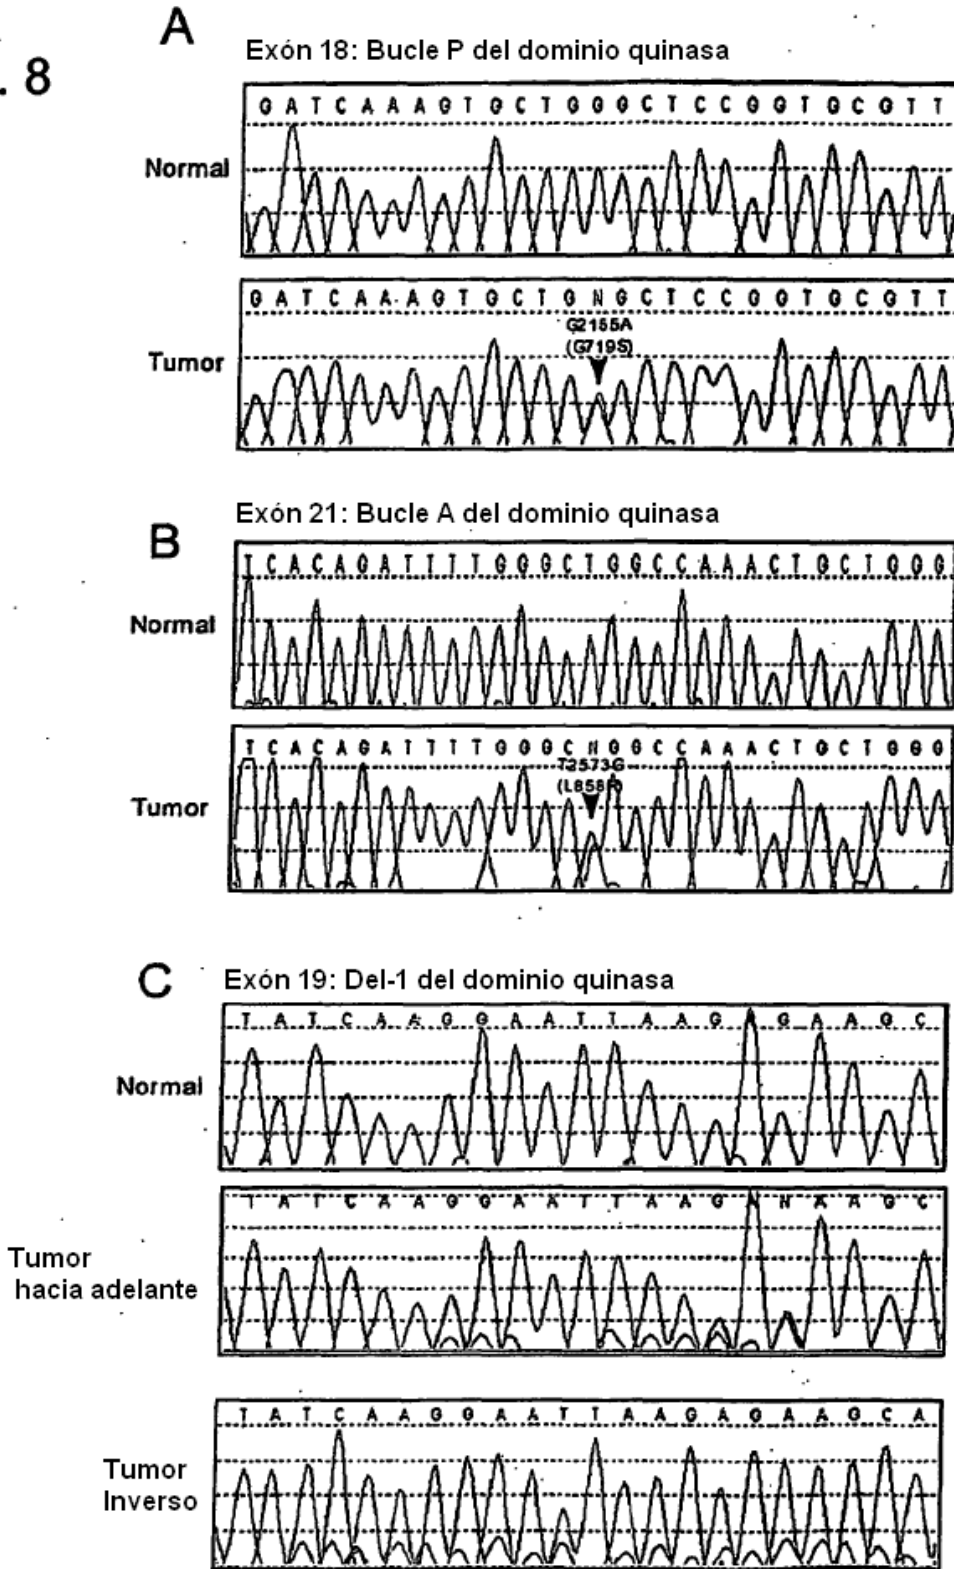 A
. 8
Exón 18: Bucle P del dominio quinasa
G A T C A A A G T G C T G G G C T C C G G T G C G T T
Normal
G A T C A A A G T G C T G N G C T C C G G T G C G T T
G2155A
(G719S)
Tumor
B
Exón 21: Bucle A del dominio quinasa
T C A C A G A T T T T G G G C T G G C C A A A C T G C T G G G
Normal
T C A C A G A T T T T G G G C N G G C C A A A C T G C T G G G
T2573G
(L858R)
Tumor
C
Exón 19: Del-1 del dominio quinasa
T A T C A A G G A A T T A A G A G A A G C
Normal
T A T C A A G G A A T T A A G A N A A G C
Tumor
hacia adelante
T A T C A A G G A A T T A A G A G A A G C A
Tumor
Inverso